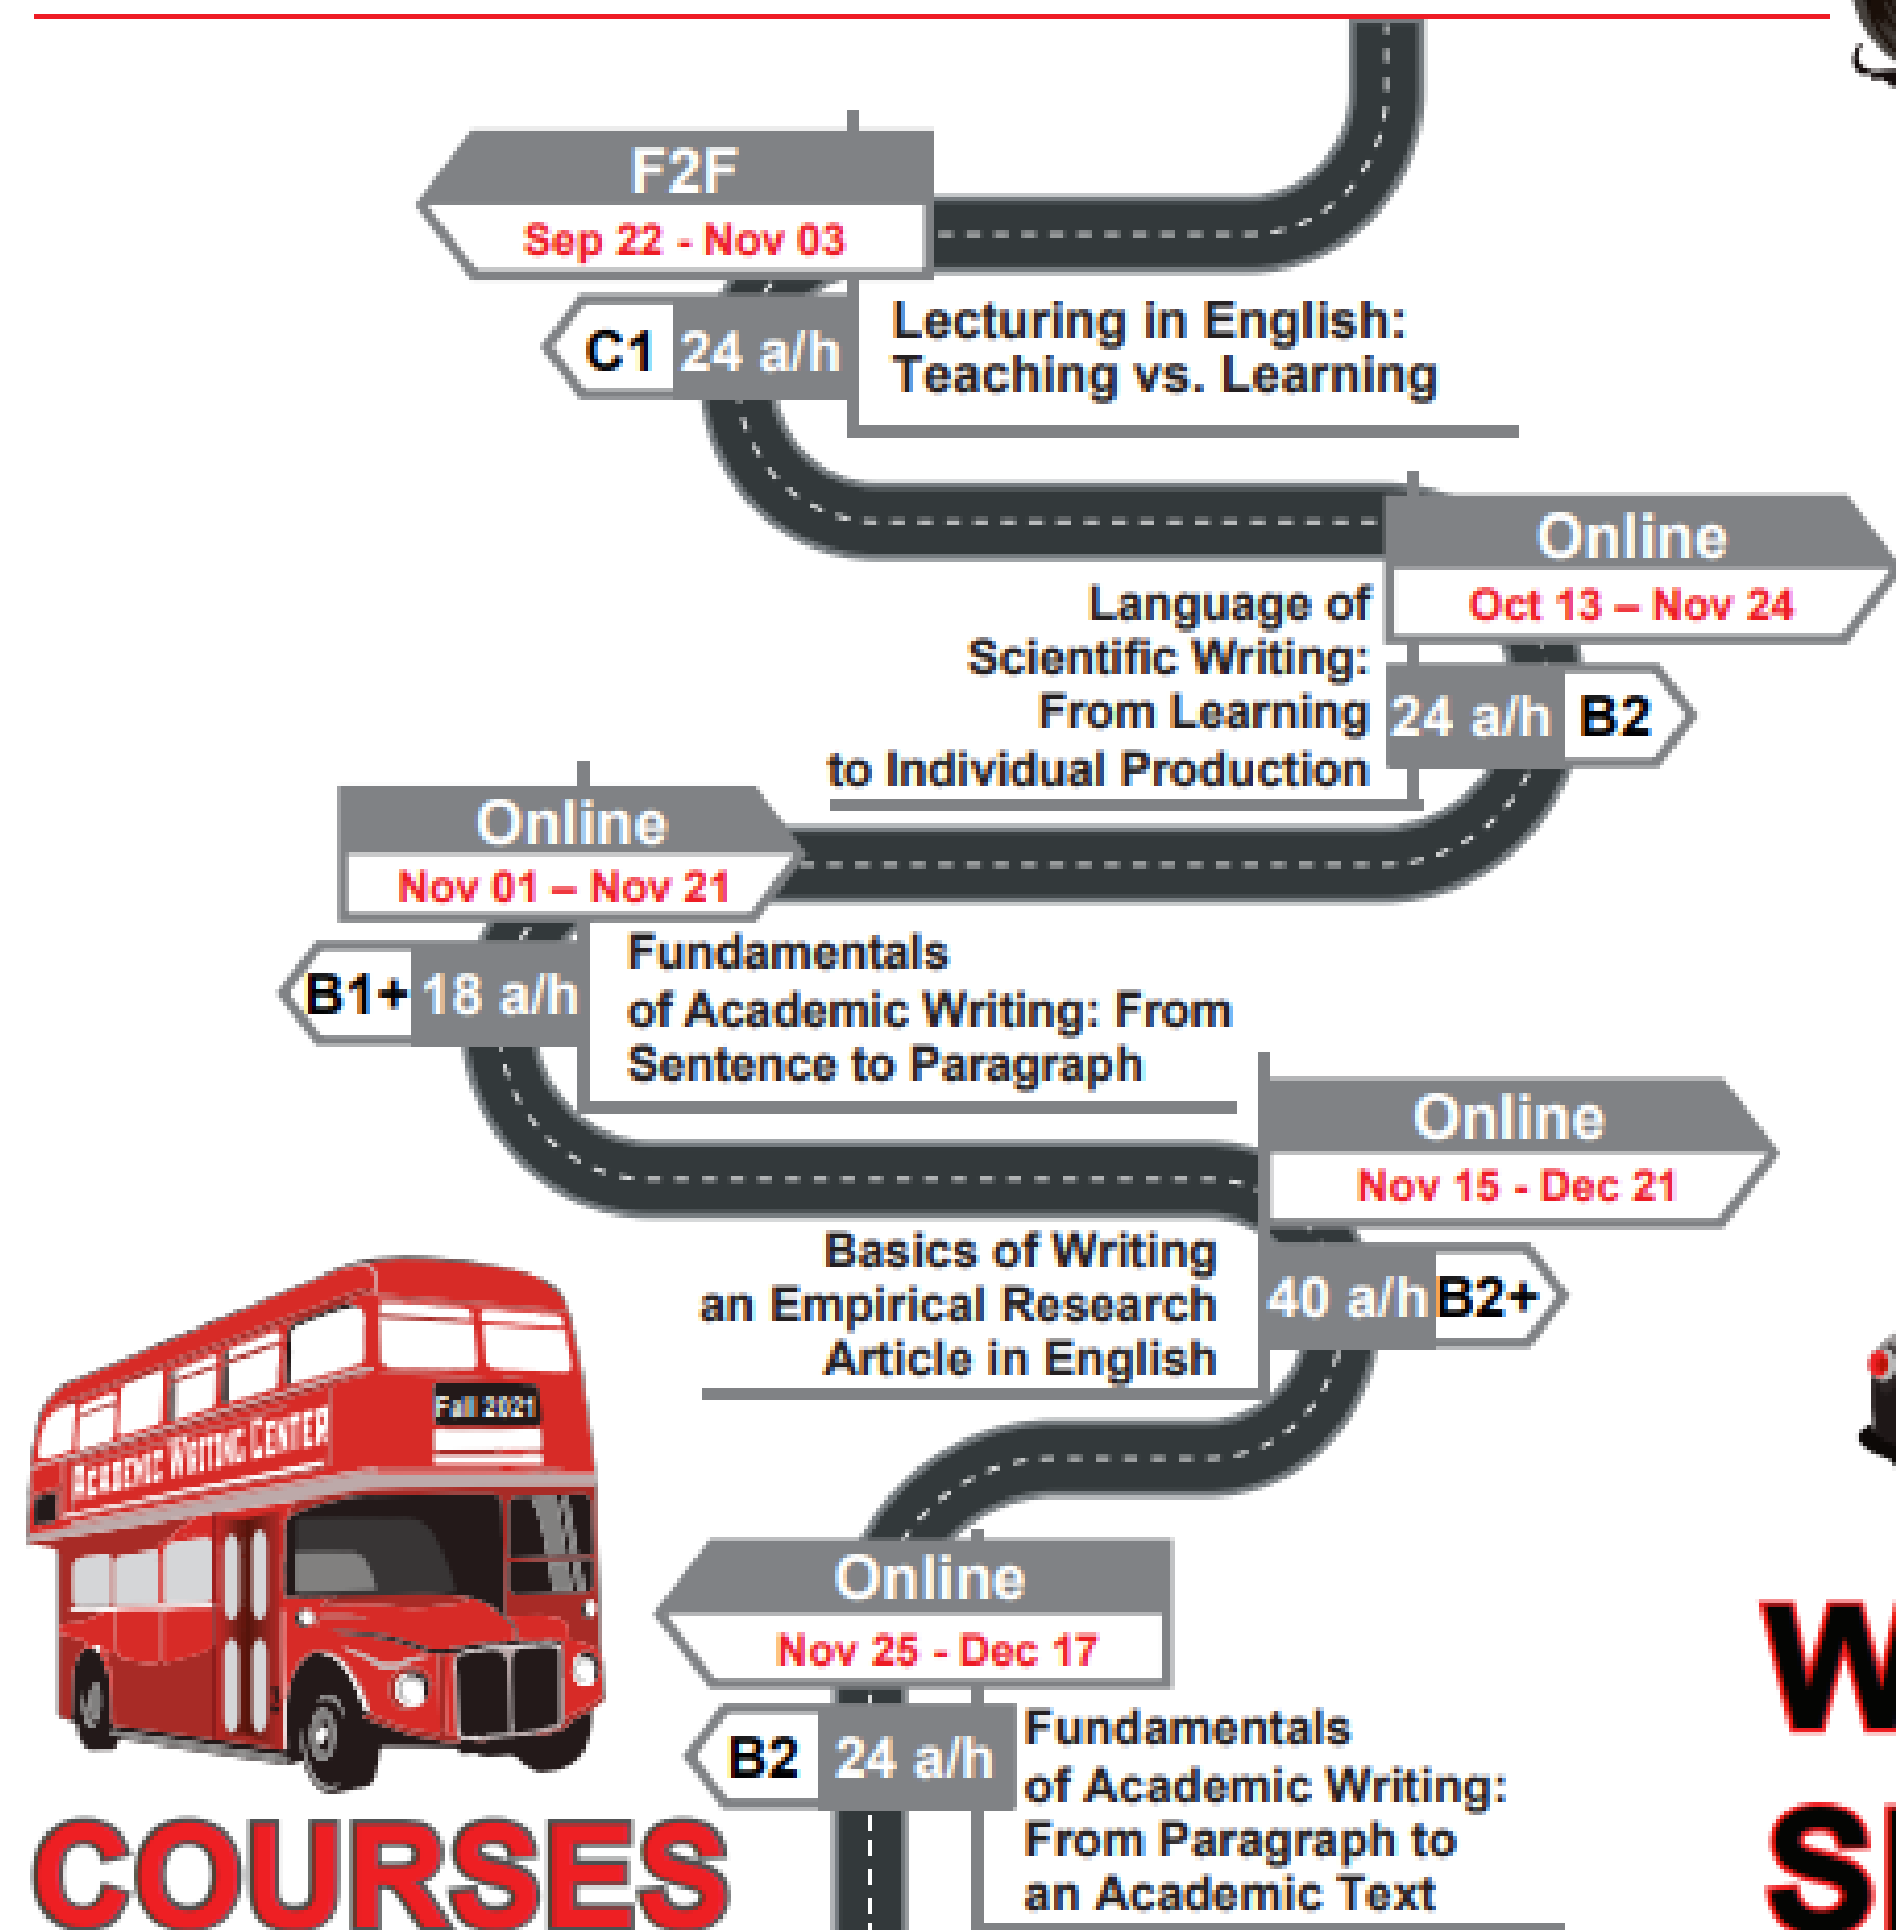 F2F
Sep 22 - Nov 03
C1 24 a/h
Lecturing in English:
Teaching vs. Learning
Online
Oct 13 – Nov 24
Language of
Scientific Writing:
From Learning
to Individual Production
24 a/h B2
Online
Nov 01 – Nov 21
B1+ 18 a/h
Fundamentals
of Academic Writing: From
Sentence to Paragraph
Online
Nov 15 - Dec 21
Basics of Writing
an Empirical Research
Article in English
40 a/h B2+
Fall 2021
ACADEMIC WRITING CENTER
Online
Nov 25 - Dec 17
B2 24 a/h
Fundamentals
of Academic Writing:
From Paragraph to
an Academic Text
COURSES